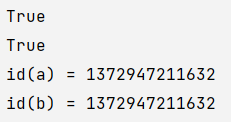 True
True
id(a) = 1372947211632
id(b) = 1372947211632